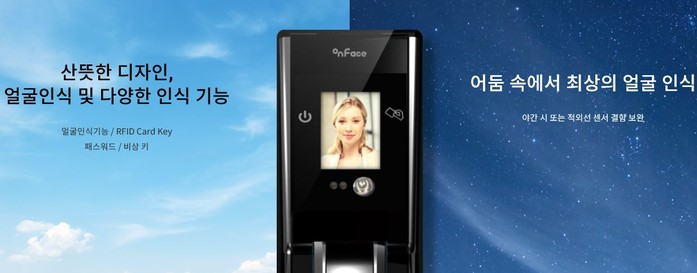 산뜻한 디자인,
얼굴인식 및 다양한 인식 기능
얼굴인식기능 / RFID Card Key
패스워드 / 비상 키
onFace
어둠 속에서 최상의 얼굴 인식
야간 시 또는 적외선 센서 결함 보완